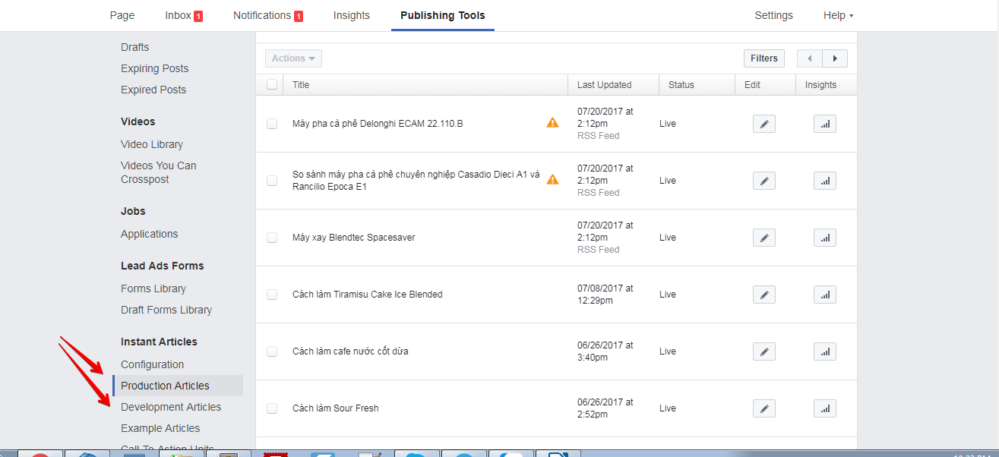 Page Inbox 1 Notifications 1 Insights Publishing Tools Settings Help
Drafts
Expiring Posts
Expired Posts
Videos
Video Library
Videos You Can
Crosspost
Jobs
Applications
Lead Ads Forms
Forms Library
Draft Forms Library
Instant Articles
Configuration
Production Articles
Development Articles
Example Articles
Call To Action Units
Actions Filters
Title Last Updated Status Edit Insights
Máy pha cà phê Delonghi ECAM 22.110.B
07/20/2017 at
2:12pm
RSS Feed
Live
So sánh máy pha cà phê chuyên nghiệp Casadio Dieci A1 và
Rancilio Epoca E1
07/20/2017 at
2:12pm
RSS Feed
Live
Máy xay Blendtec Spacesaver
07/20/2017 at
2:12pm
RSS Feed
Live
Cách làm Tiramisu Cake Ice Blended
07/08/2017 at
12:29pm
Live
Cách làm cafe nước cốt dừa
06/26/2017 at
3:40pm
Live
Cách làm Sour Fresh
06/26/2017 at
2:52pm
Live